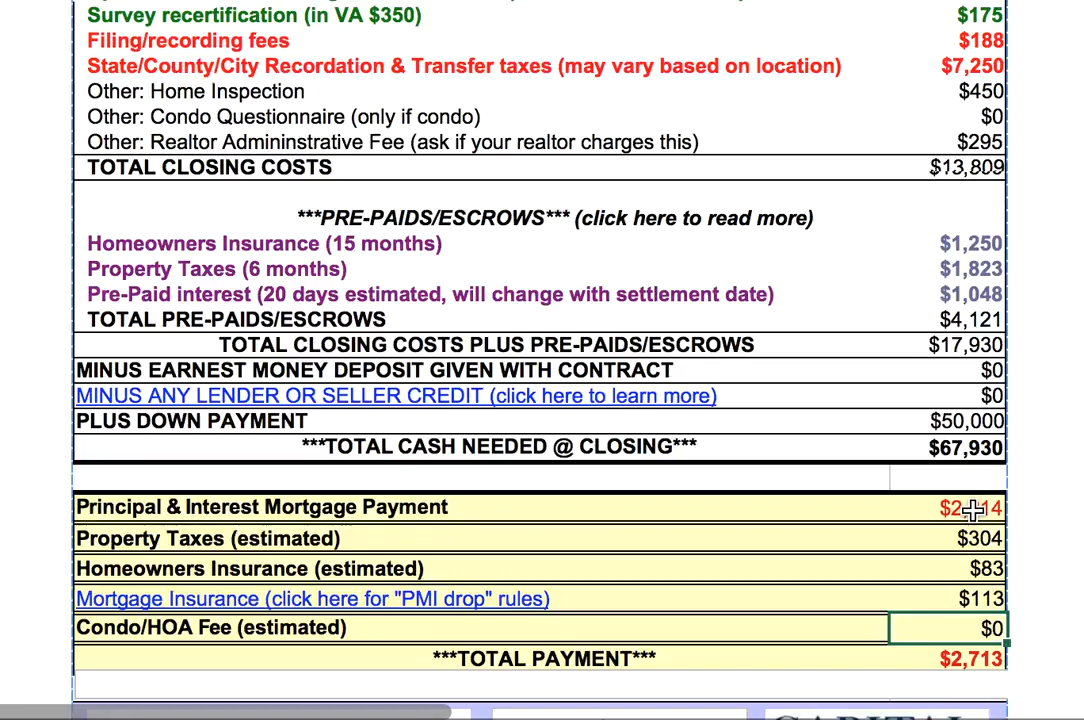 Survey recertification (in VA $350) $175
Filing/recording fees $188
State/County/City Recordation & Transfer taxes (may vary based on location) $7,250
Other: Home Inspection $450
Other: Condo Questionnaire (only if condo) $0
Other: Realtor Admininstrative Fee (ask if your realtor charges this) $295
TOTAL CLOSING COSTS $13,809
***PRE-PAIDS/ESCROWS*** (click here to read more)
Homeowners Insurance (15 months) $1,250
Property Taxes (6 months) $1,823
Pre-Paid interest (20 days estimated, will change with settlement date) $1,048
TOTAL PRE-PAIDS/ESCROWS $4,121
TOTAL CLOSING COSTS PLUS PRE-PAIDS/ESCROWS $17,930
MINUS EARNEST MONEY DEPOSIT GIVEN WITH CONTRACT $0
MINUS ANY LENDER OR SELLER CREDIT (click here to learn more) $0
PLUS DOWN PAYMENT $50,000
***TOTAL CASH NEEDED @ CLOSING*** $67,930
Principal & Interest Mortgage Payment
Property Taxes (estimated) $304
Homeowners Insurance (estimated) $83
Mortgage Insurance (click here for "PMI drop" rules) $113
Condo/HOA Fee (estimated) $0
***TOTAL PAYMENT*** $2,713